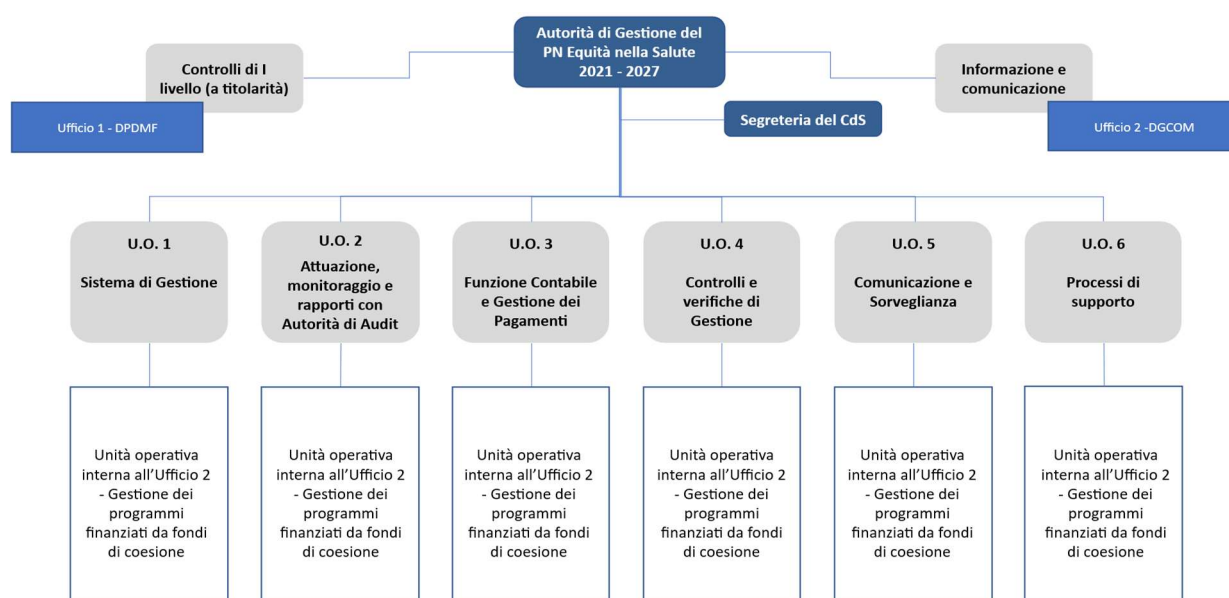 Autorità di Gestione del
PN Equità nella Salute
2021 - 2027
Controlli di I
livello (a titolarità)
Informazione e
comunicazione
Ufficio 1 - DPDMF
Segreteria del CdS
Ufficio 2 -DGCOM
U.O. 1
Sistema di Gestione
U.O. 2
Attuazione,
monitoraggio e
rapporti con
Autorità di Audit
U.O. 3
Funzione Contabile
e Gestione dei
Pagamenti
U.O. 4
Controlli e
verifiche di
Gestione
U.O. 5
Comunicazione e
Sorveglianza
U.O. 6
Processi di
supporto
Unità operativa
interna all’Ufficio 2
- Gestione dei
programmi
finanziati da fondi
di coesione
Unità operativa
interna all’Ufficio 2
- Gestione dei
programmi
finanziati da fondi
di coesione
Unità operativa
interna all’Ufficio 2
- Gestione dei
programmi
finanziati da fondi
di coesione
Unità operativa
interna all’Ufficio 2
- Gestione dei
programmi
finanziati da fondi
di coesione
Unità operativa
interna all’Ufficio 2
- Gestione dei
programmi
finanziati da fondi
di coesione
Unità operativa
interna all’Ufficio 2
- Gestione dei
programmi
finanziati da fondi
di coesione